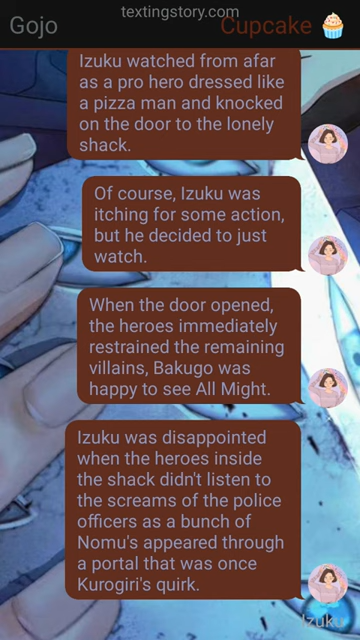 textingstory.com
Gojo
Cupcake 🧁
Izuku watched from afar
as a pro hero dressed like
a pizza man and knocked
on the door to the lonely
shack.
Of course, Izuku was
itching for some action,
but he decided to just
watch.
When the door opened,
the heroes immediately
restrained the remaining
villains, Bakugo was
happy to see All Might.
Izuku was disappointed
when the heroes inside
the shack didn't listen to
the screams of the police
officers as a bunch of
Nomu's appeared through
a portal that was once
Kurogiri's quirk.
Izuku